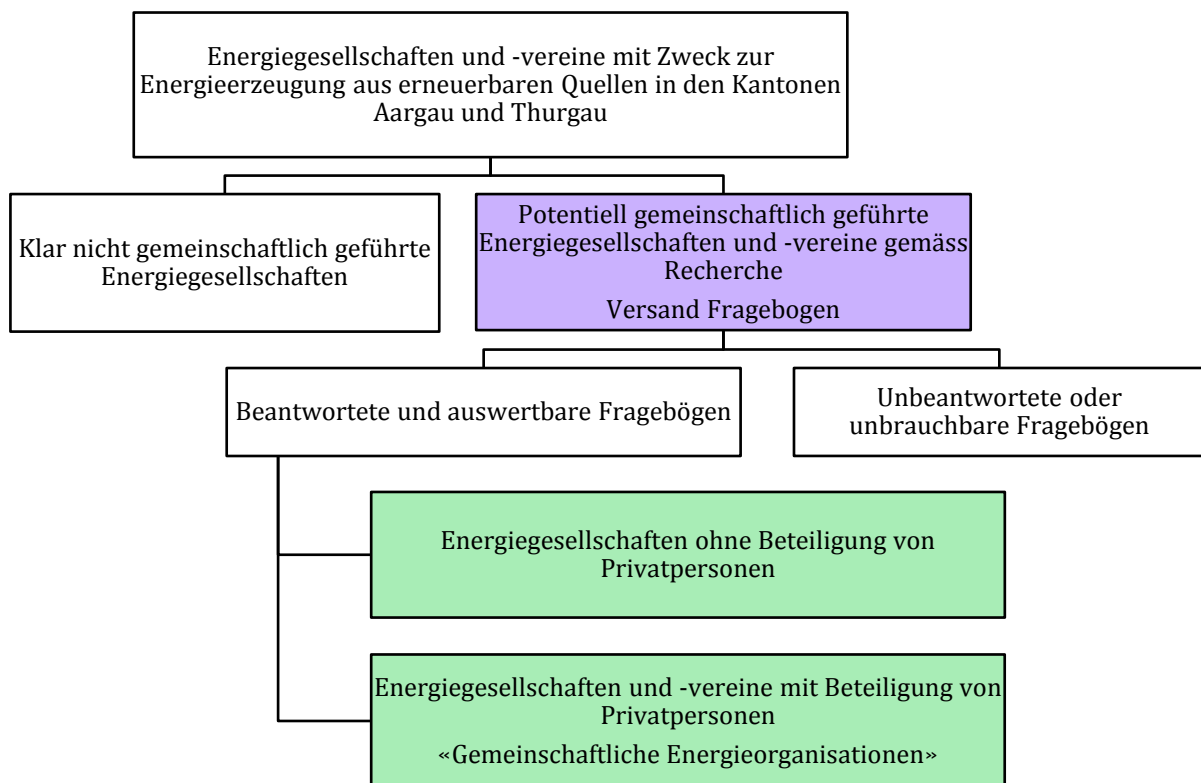 Energiegesellschaften und -vereine mit Zweck zur
Energieerzeugung aus erneuerbaren Quellen in den Kantonen
Aargau und Thurgau
Klar nicht gemeinschaftlich geführte
Energiegesellschaften
Potentiell gemeinschaftlich geführte
Energiegesellschaften und -vereine gemäss
Recherche
Versand Fragebogen
Beantwortete und auswertbare Fragebögen
Unbeantwortete oder
unbrauchbare Fragebögen
Energiegesellschaften ohne Beteiligung von
Privatpersonen
Energiegesellschaften und -vereine mit Beteiligung von
Privatpersonen
«Gemeinschaftliche Energieorganisationen»